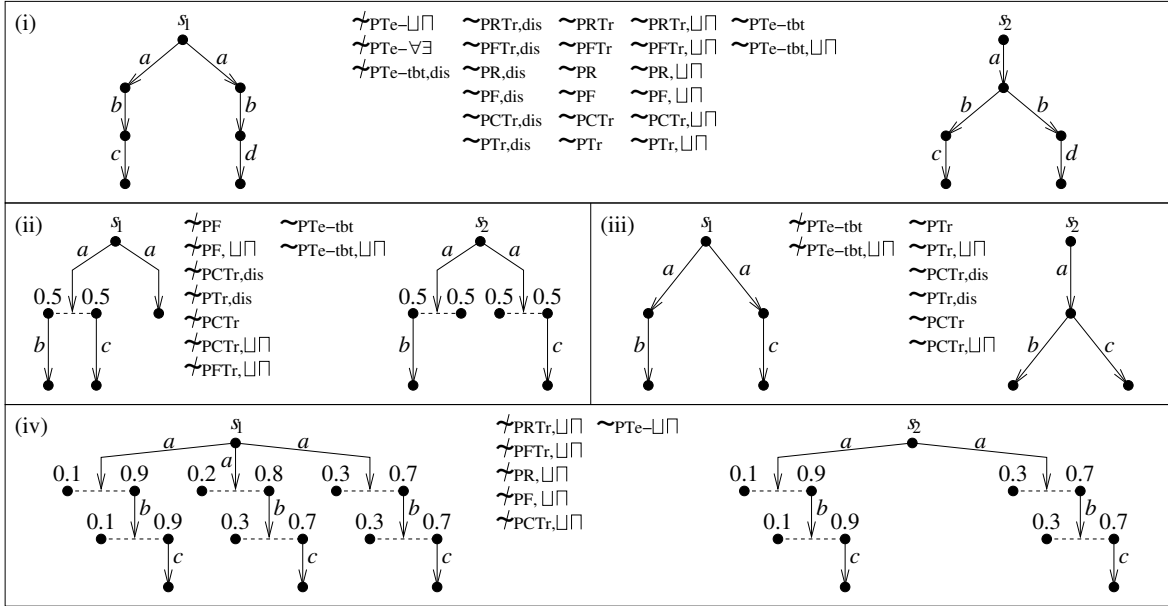 (i)
s1 s2
≁PTe-⊔⊓ ∼PRTr,dis ∼PRTr ∼PRTr,⊔⊓ ∼PTe-tbt
≁PTe-∀∃ ∼PFTr,dis ∼PFTr ∼PFTr,⊔⊓ ∼PTe-tbt,⊔⊓
≁PTe-tbt,dis ∼PR,dis ∼PR ∼PR,⊔⊓
∼PF,dis ∼PF ∼PF,⊔⊓
∼PCTr,dis ∼PCTr ∼PCTr,⊔⊓
∼PTr,dis ∼PTr ∼PTr,⊔⊓
a a a
b b b b
c d c d
(ii)
s1 s2
≁PF ∼PTe-tbt
≁PF,⊔⊓ ∼PTe-tbt,⊔⊓
≁PCTr,dis
≁PTr,dis
≁PCTr
≁PCTr,⊔⊓
≁PFTr,⊔⊓
a a a a
0.5 0.5 0.5 0.5 0.5 0.5
b c b c
(iii)
s1 s2
≁PTe-tbt ∼PTr
≁PTe-tbt,⊔⊓ ∼PTr,⊔⊓
∼PCTr,dis
∼PTr,dis
∼PCTr
∼PCTr,⊔⊓
a a a
b c b c
(iv)
s1 s2
≁PRTr,⊔⊓ ∼PTe-⊔⊓
≁PFTr,⊔⊓
≁PR,⊔⊓
≁PF,⊔⊓
≁PCTr,⊔⊓
a a a a a
0.1 0.9 0.2 0.8 0.3 0.7 0.1 0.9 0.3 0.7
b b b b b
0.1 0.9 0.3 0.7 0.3 0.7 0.1 0.9 0.3 0.7
c c c c c